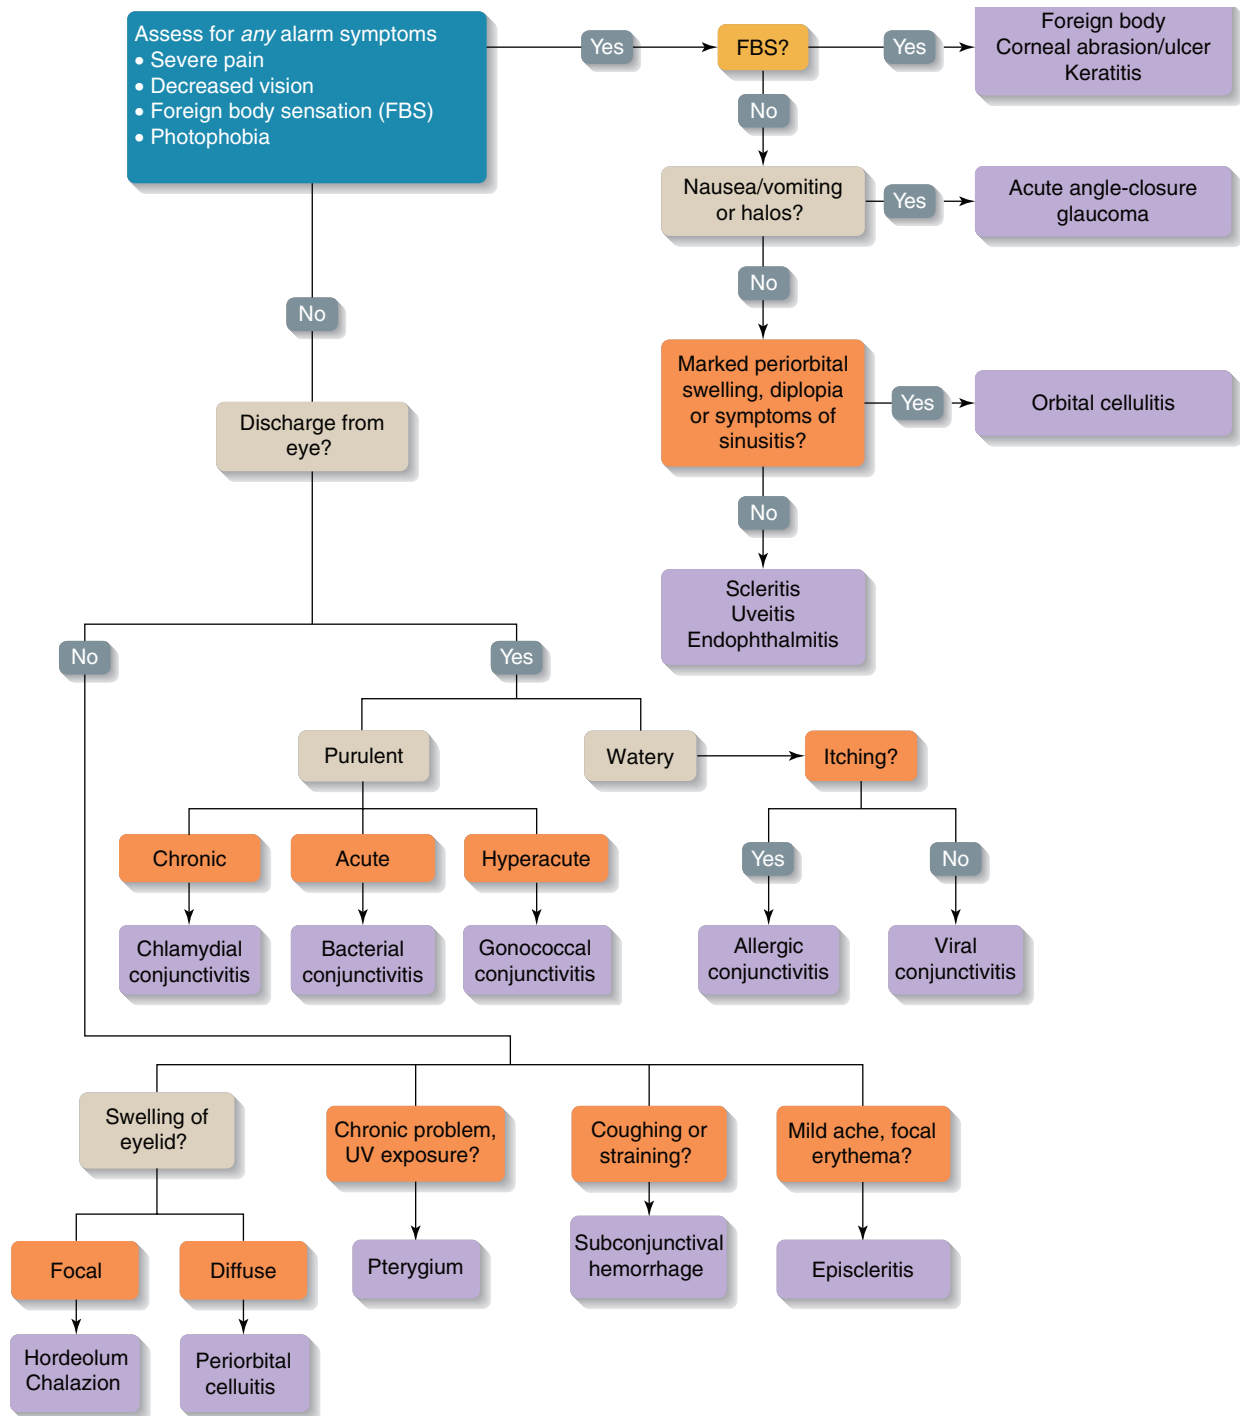 Assess for any alarm symptoms
• Severe pain
• Decreased vision
• Foreign body sensation (FBS)
• Photophobia
Yes
FBS?
Yes
Foreign body
Corneal abrasion/ulcer
Keratitis
No
Nausea/vomiting
or halos?
Yes
Acute angle-closure
glaucoma
No
Marked periorbital
swelling, diplopia
or symptoms of
sinusitis?
Yes
Orbital cellulitis
No
Scleritis
Uveitis
Endophthalmitis
No
Discharge from
eye?
No
Yes
Purulent
Watery
Itching?
Chronic
Acute
Hyperacute
Yes
No
Chlamydial
conjunctivitis
Bacterial
conjunctivitis
Gonococcal
conjunctivitis
Allergic
conjunctivitis
Viral
conjunctivitis
Swelling of
eyelid?
Chronic problem,
UV exposure?
Coughing or
straining?
Mild ache, focal
erythema?
Focal
Diffuse
Pterygium
Subconjunctival
hemorrhage
Episcleritis
Hordeolum
Chalazion
Periorbital
celluitis